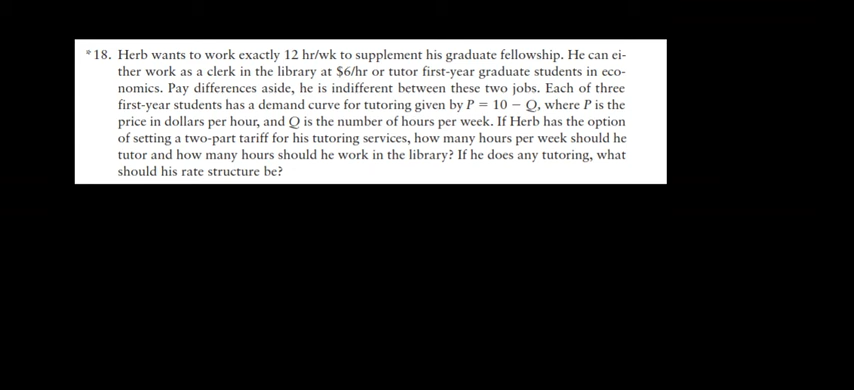 *18. Herb wants to work exactly 12 hr/wk to supplement his graduate fellowship. He can ei-
ther work as a clerk in the library at $6/hr or tutor first-year graduate students in eco-
nomics. Pay differences aside, he is indifferent between these two jobs. Each of three
first-year students has a demand curve for tutoring given by P = 10 − Q, where P is the
price in dollars per hour, and Q is the number of hours per week. If Herb has the option
of setting a two-part tariff for his tutoring services, how many hours per week should he
tutor and how many hours should he work in the library? If he does any tutoring, what
should his rate structure be?